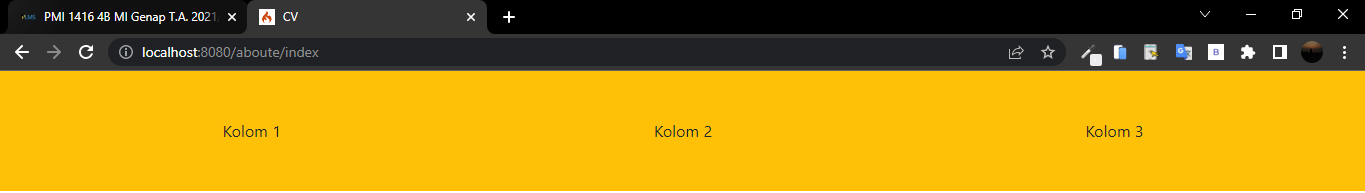 PMI 1416 4B MI Genap T.A. 2021
CV
localhost:8080/aboute/index
Kolom 1
Kolom 2
Kolom 3